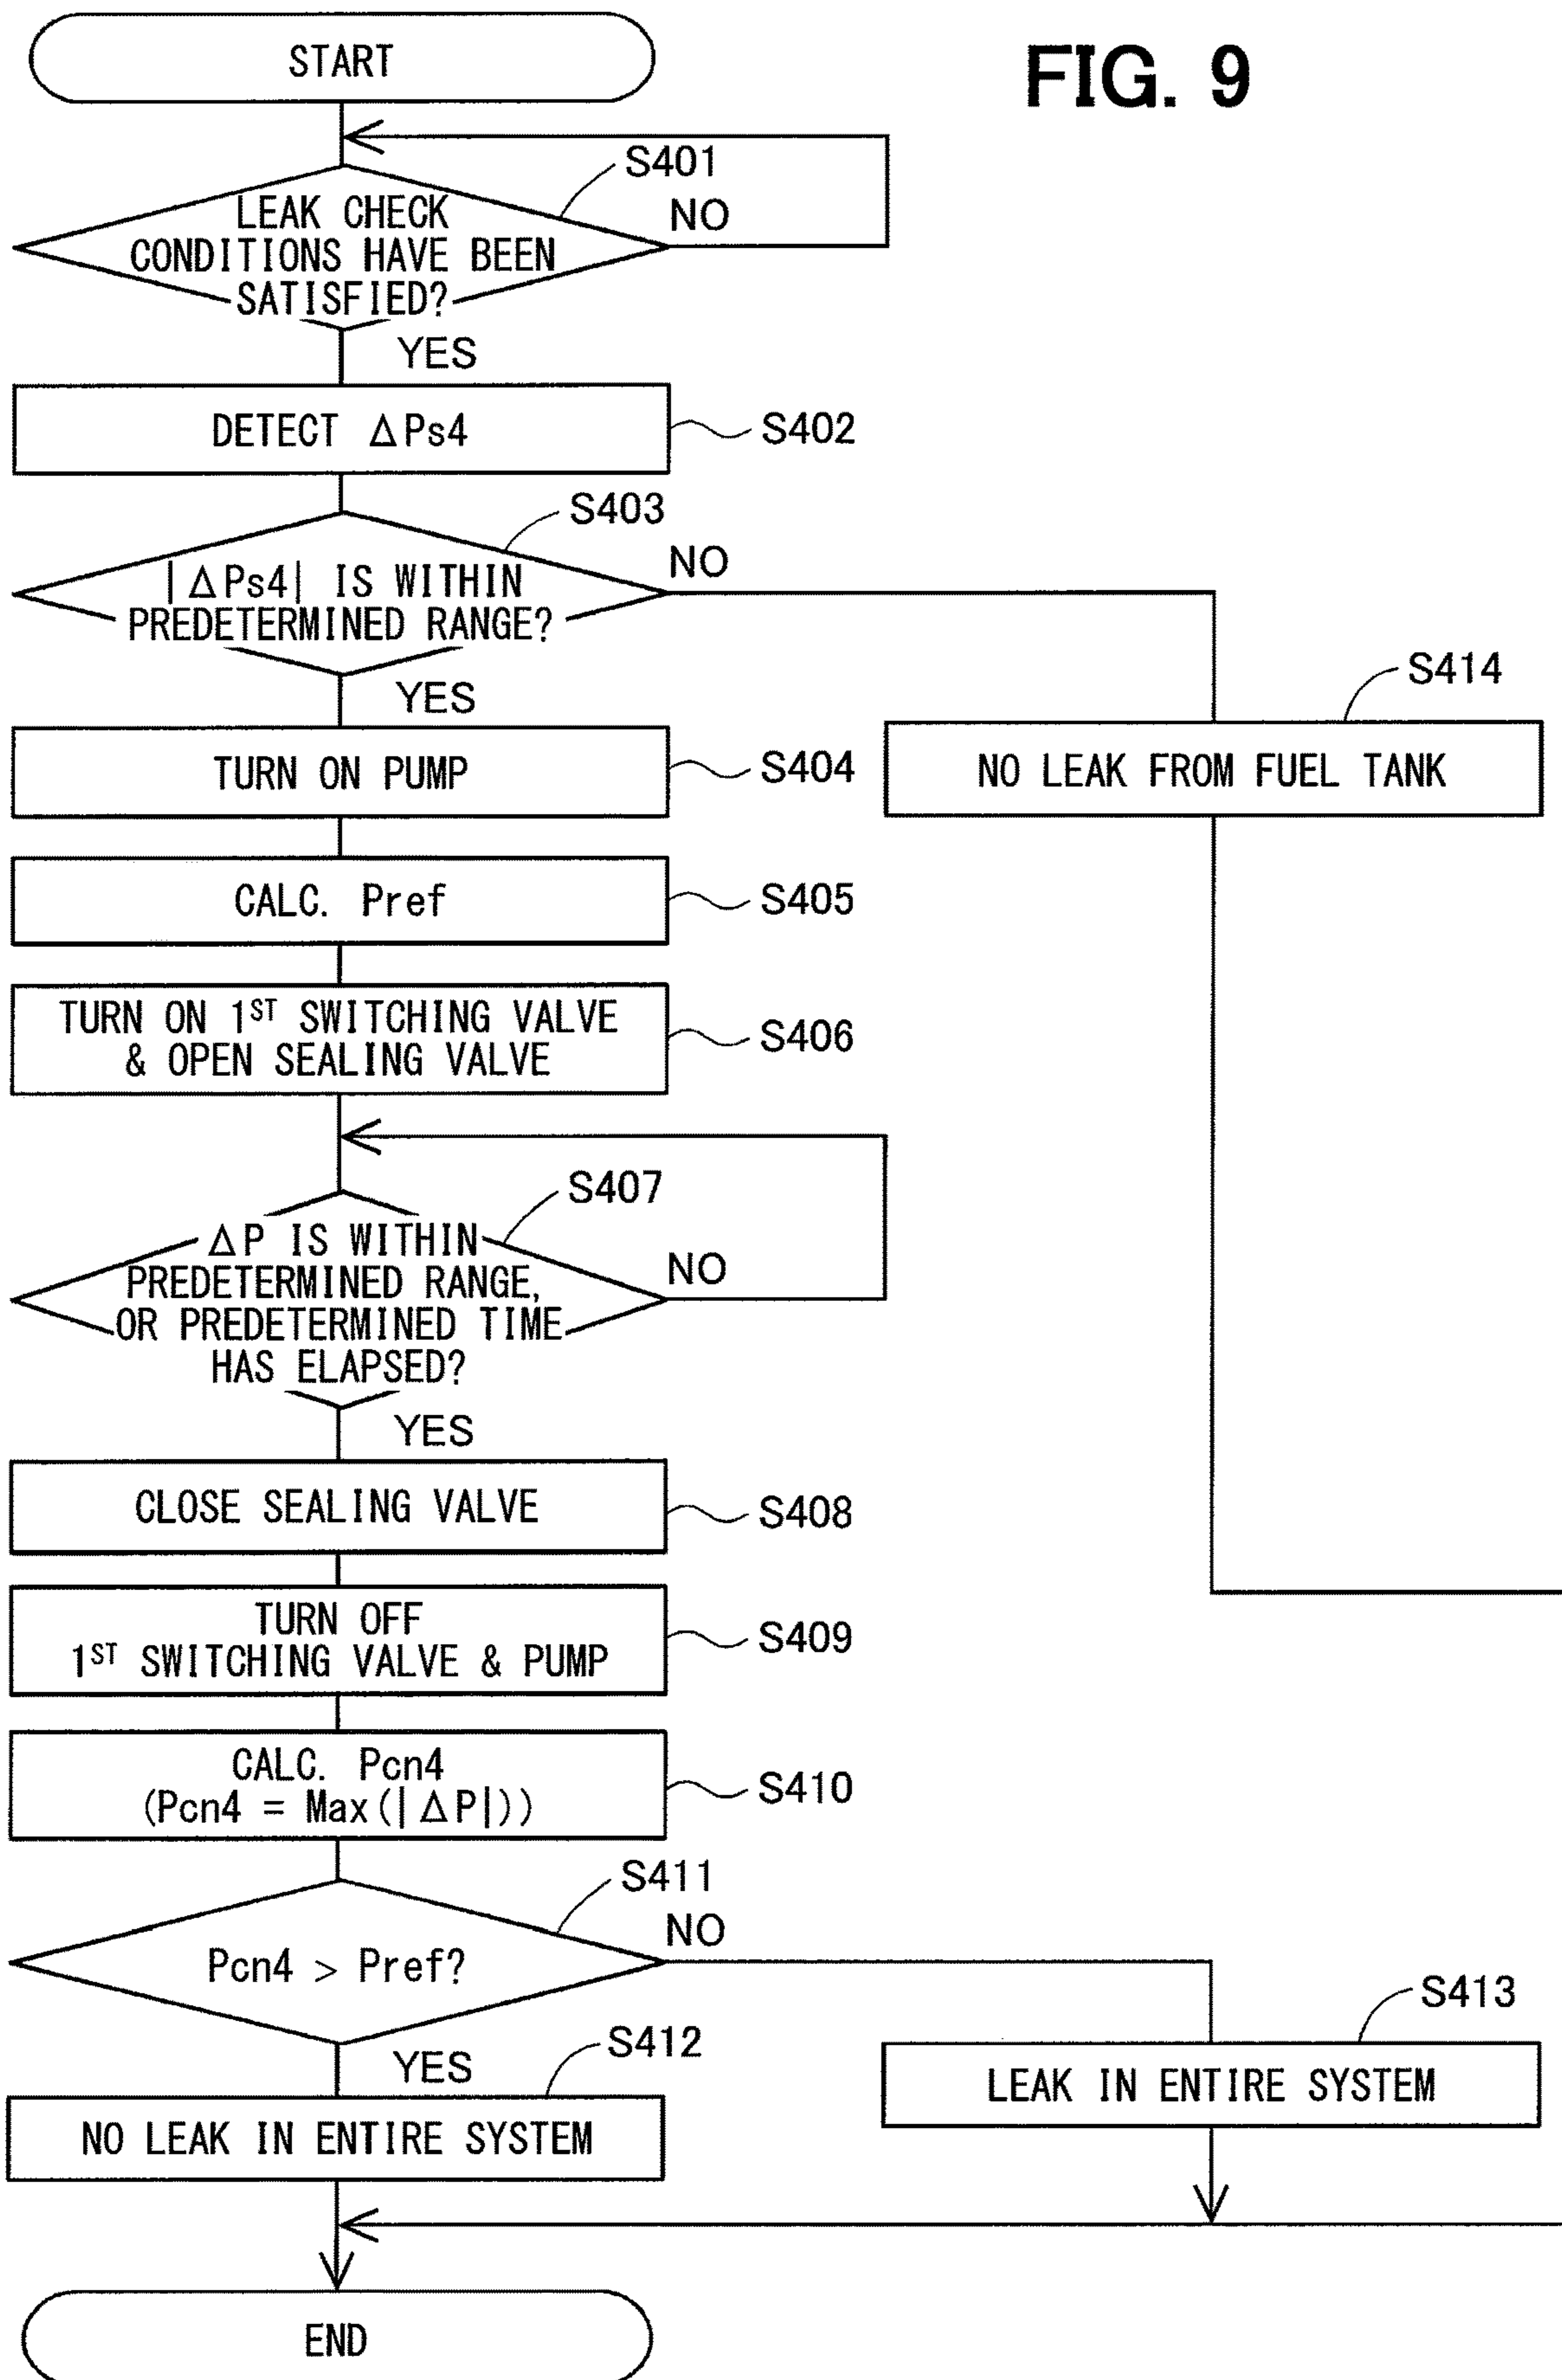 FIG. 9
START
S401
LEAK CHECK
CONDITIONS HAVE BEEN
SATISFIED?
NO
YES
DETECT ΔPs4
S402
S403
|ΔPs4| IS WITHIN
PREDETERMINED RANGE?
NO
YES
S414
NO LEAK FROM FUEL TANK
TURN ON PUMP
S404
CALC. Pref
S405
TURN ON 1ST SWITCHING VALVE
& OPEN SEALING VALVE
S406
S407
ΔP IS WITHIN
PREDETERMINED RANGE,
OR PREDETERMINED TIME
HAS ELAPSED?
NO
YES
CLOSE SEALING VALVE
S408
TURN OFF
1ST SWITCHING VALVE & PUMP
S409
CALC. Pcn4
(Pcn4 = Max(|ΔP|))
S410
S411
Pcn4 > Pref?
NO
YES
S413
LEAK IN ENTIRE SYSTEM
S412
NO LEAK IN ENTIRE SYSTEM
END